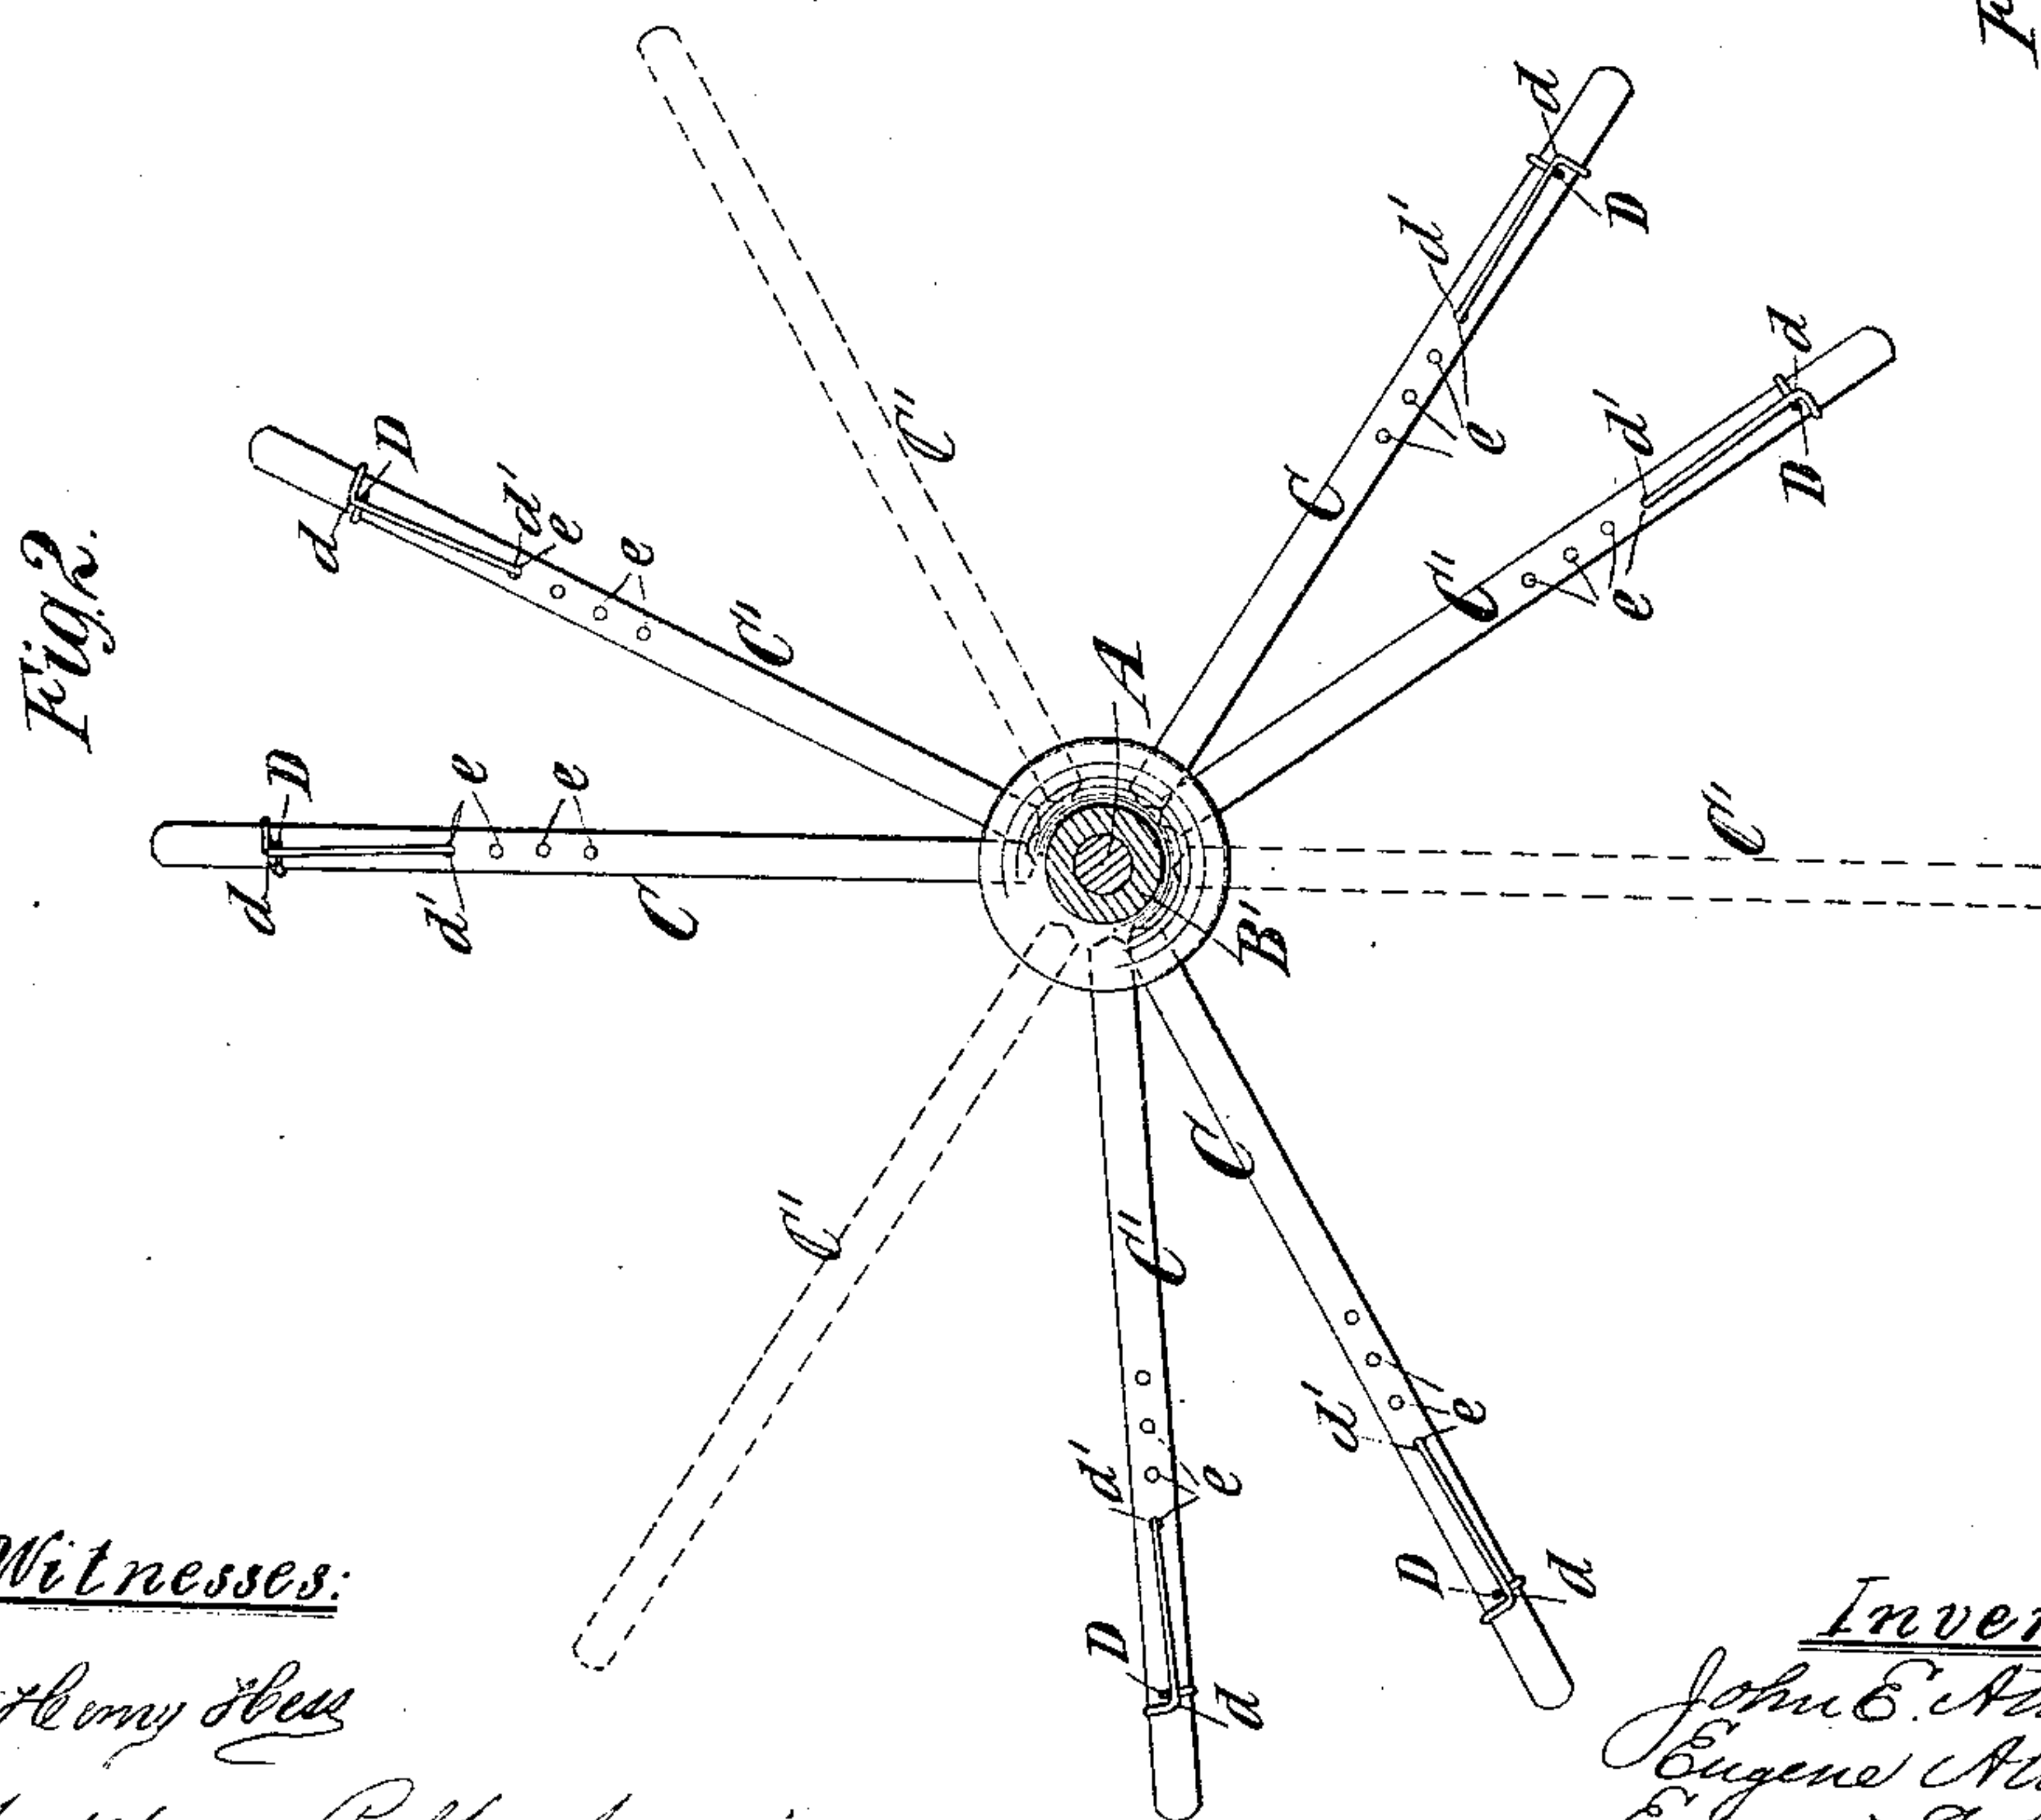 Fig. 2.
d
D
d'
e
C
d
D
d'
e
e
C''
D
d
e
e
d'
C
C''
d
D
d'
e
C
d
D
d'
e
C''
A
B'
C''
C'
C''
d'
e
D
d
C
d'
e
D
d
Witnesses:
Henry Hess
Inven
John E. A
Eugene A